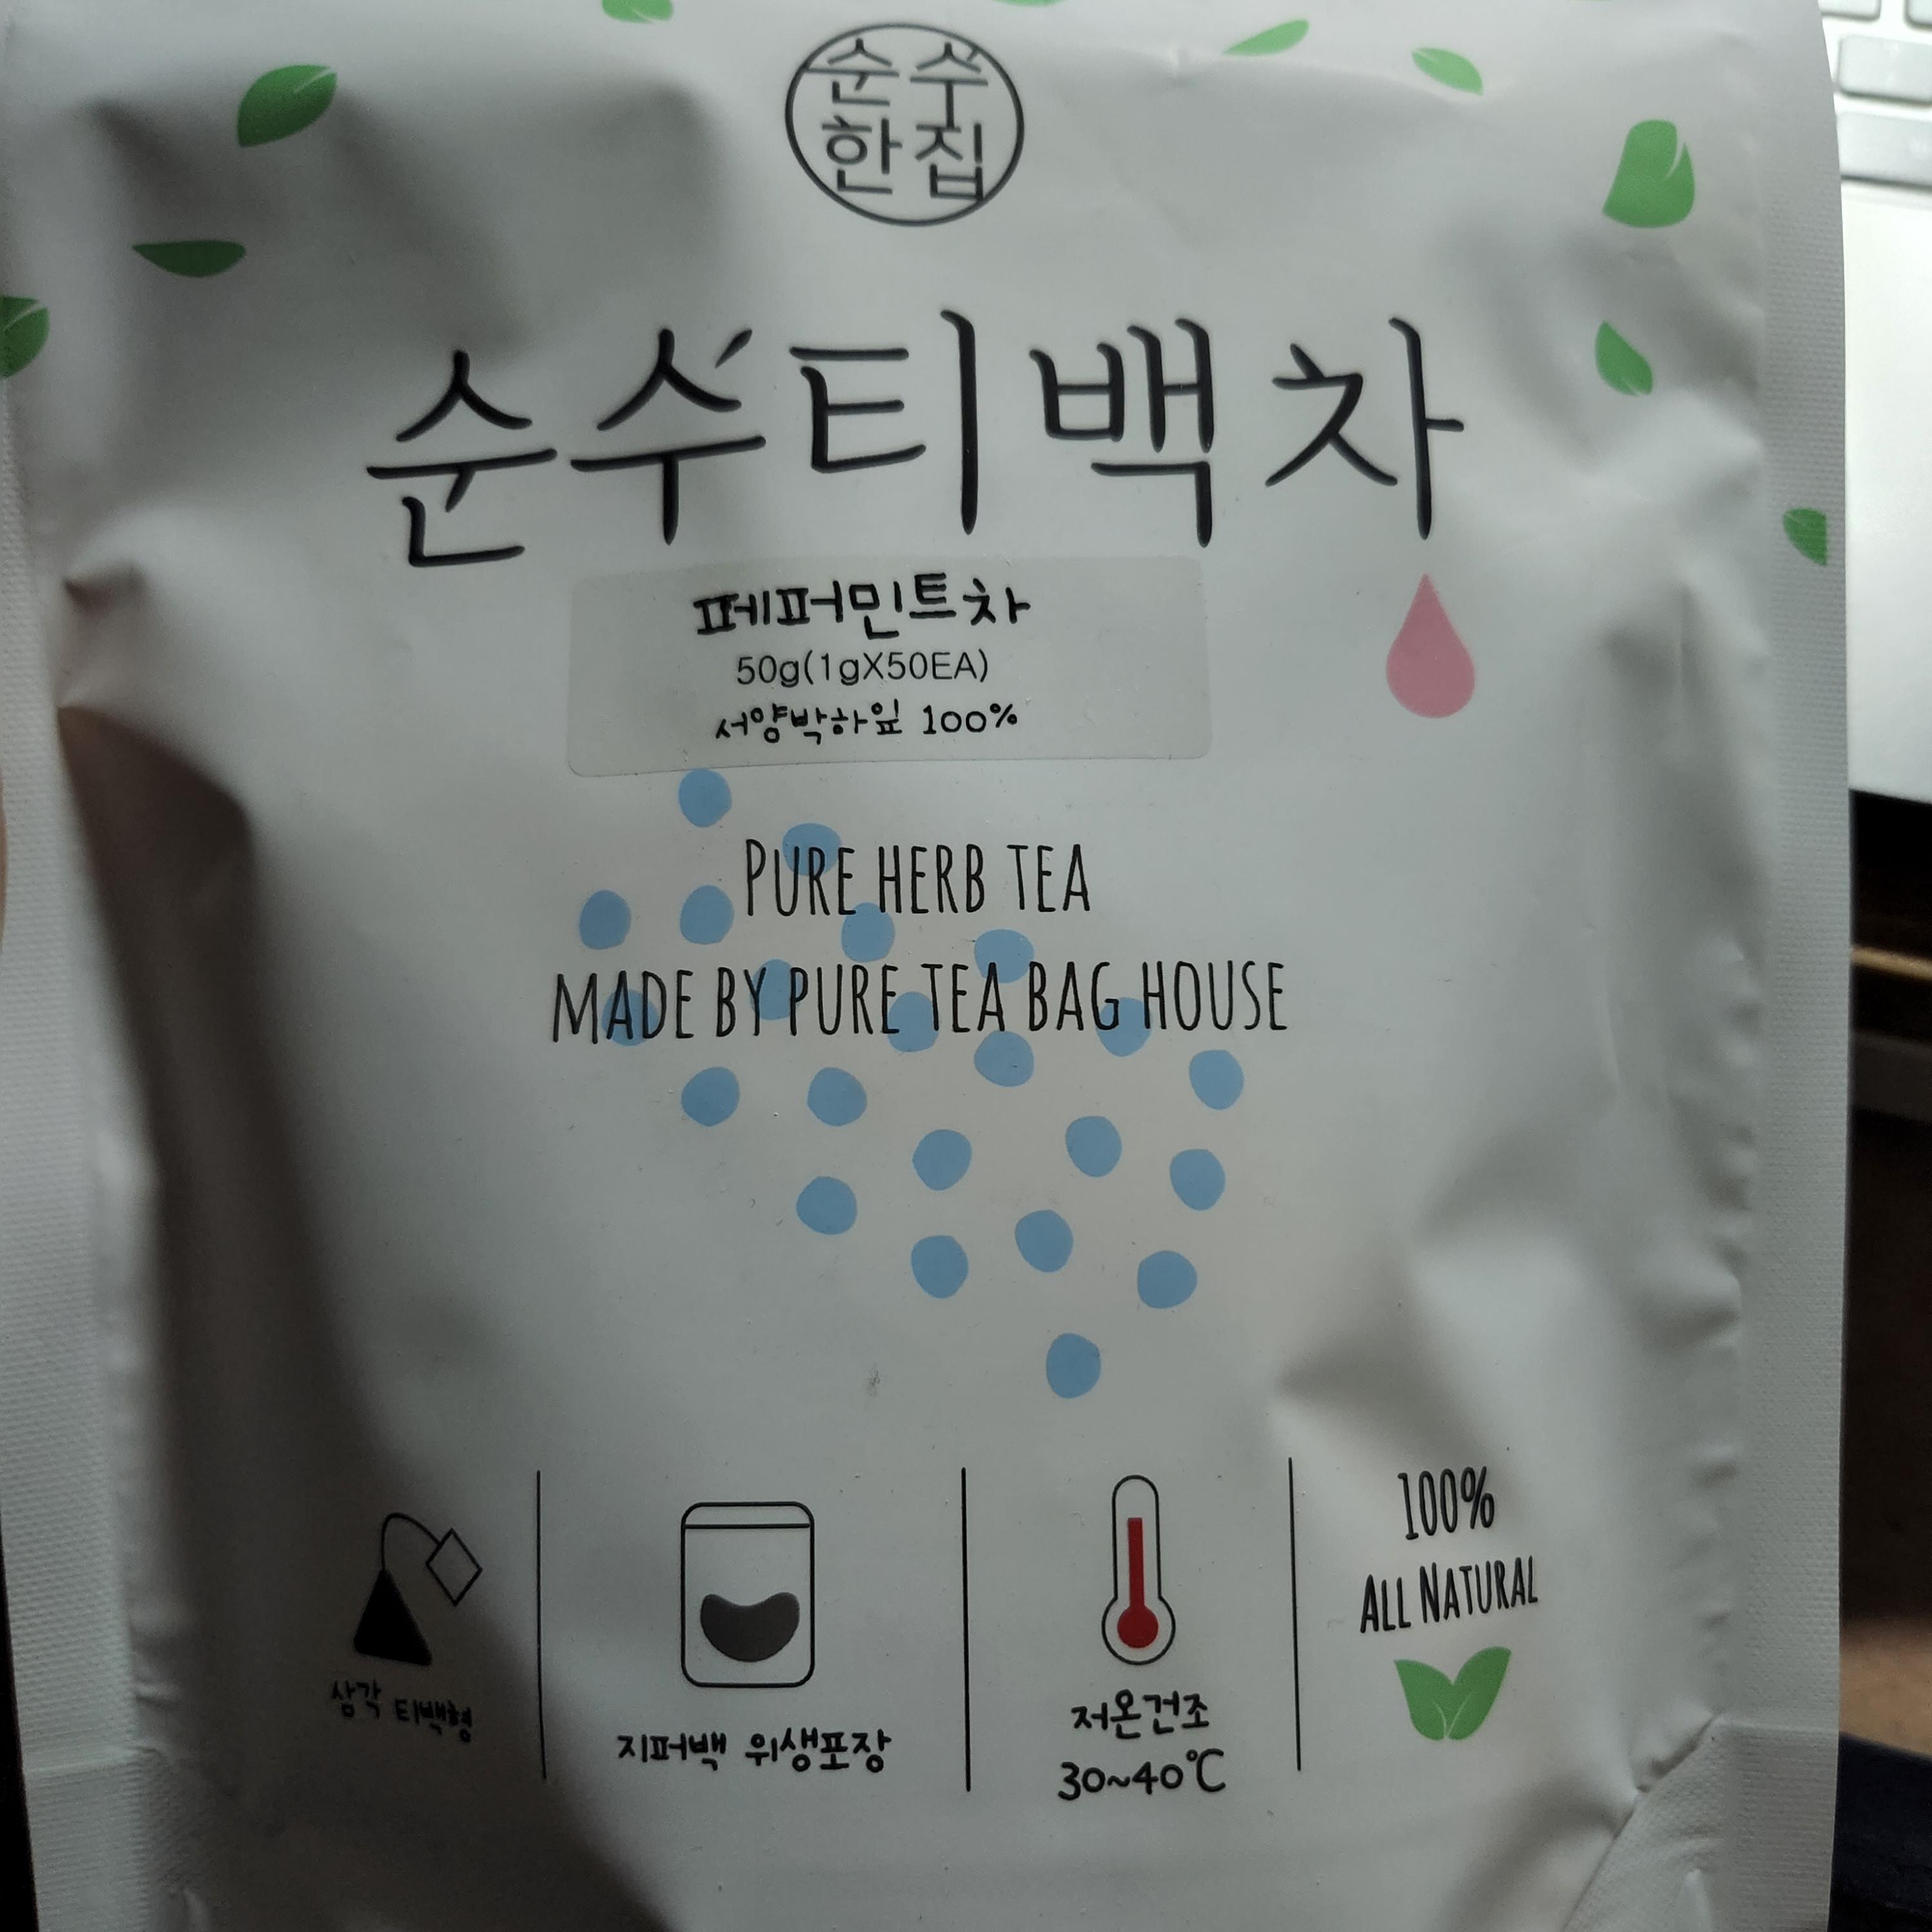 순수
한집
순수티백차
페퍼민트차
50g(1gX50EA)
서양박하잎 100%
PURE HERB TEA
MADE BY PURE TEA BAG HOUSE
삼각 티백형
지퍼백 위생포장
저온건조
30~40℃
100%
ALL NATURAL